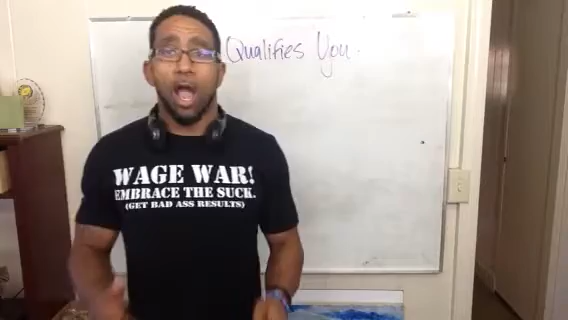 Qualifies You.
WAGE WAR!
EMBRACE THE SUCK.
(GET BAD ASS RESULTS)